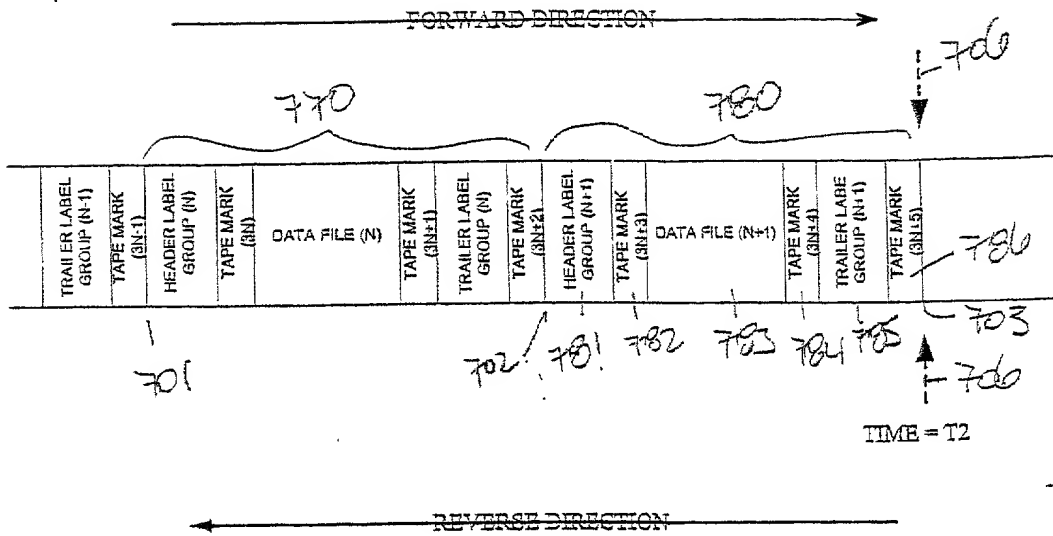 FORWARD DIRECTION
706
770
780
TRAILER LABEL
GROUP (N-1)
TAPE MARK
(3N-1)
HEADER LABEL
GROUP (N)
TAPE MARK
(3N)
DATA FILE (N)
TAPE MARK
(3N+1)
TRAILER LABEL
GROUP (N)
TAPE MARK
(3N+2)
HEADER LABEL
GROUP (N+1)
TAPE MARK
(3N+3)
DATA FILE (N+1)
TAPE MARK
(3N+4)
TRAILER LABE
GROUP (N+1)
TAPE MARK
(3N+5)
786
703
701
702
781
782
783
784
785
706
TIME = T2
REVERSE DIRECTION